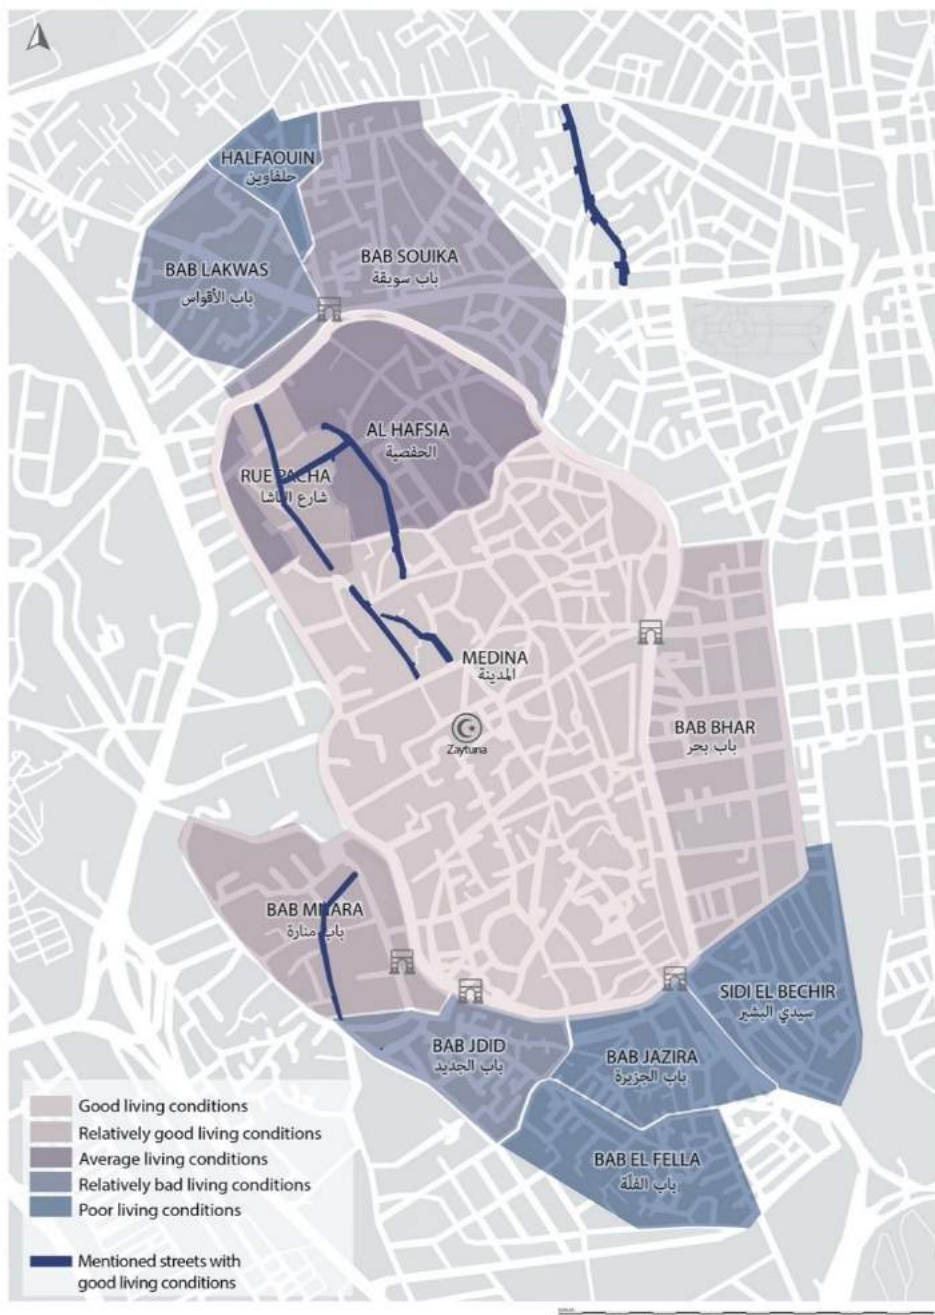 HALFAOUIN
حلفاوين
BAB LAKWAS
باب الأقواس
BAB SOUIKA
باب سويقة
AL HAFSIA
الحفصية
RUE PACHA
شارع الباشا
MEDINA
المدينة
Zaytuna
BAB BHAR
باب بحر
BAB MNARA
باب منارة
SIDI EL BECHIR
سيدي البشير
BAB JDID
باب الجديد
BAB JAZIRA
باب الجزيرة
BAB EL FELLA
باب الفلّة
Good living conditions
Relatively good living conditions
Average living conditions
Relatively bad living conditions
Poor living conditions
Mentioned streets with
good living conditions